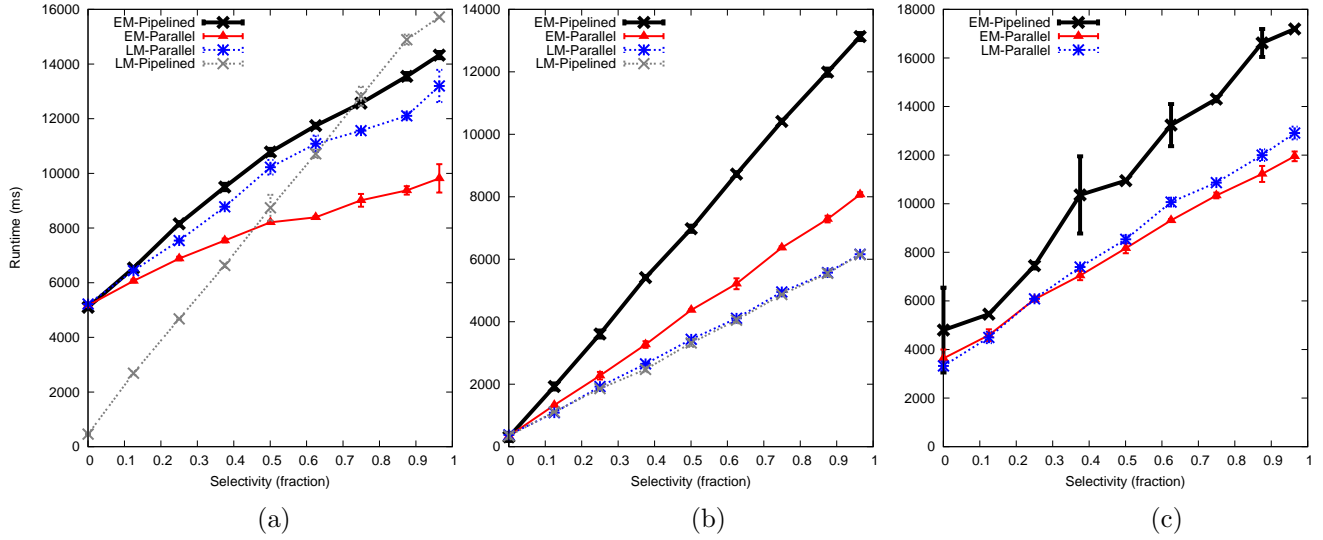 Runtime (ms)
16000
14000
12000
10000
8000
6000
4000
2000
0
EM-Pipelined
EM-Parallel
LM-Parallel
LM-Pipelined
0 0.1 0.2 0.3 0.4 0.5 0.6 0.7 0.8 0.9 1
Selectivity (fraction)
(a)
14000
12000
10000
8000
6000
4000
2000
0
EM-Pipelined
EM-Parallel
LM-Parallel
LM-Pipelined
0 0.1 0.2 0.3 0.4 0.5 0.6 0.7 0.8 0.9 1
Selectivity (fraction)
(b)
18000
16000
14000
12000
10000
8000
6000
4000
2000
0
EM-Pipelined
EM-Parallel
LM-Parallel
0 0.1 0.2 0.3 0.4 0.5 0.6 0.7 0.8 0.9 1
Selectivity (fraction)
(c)